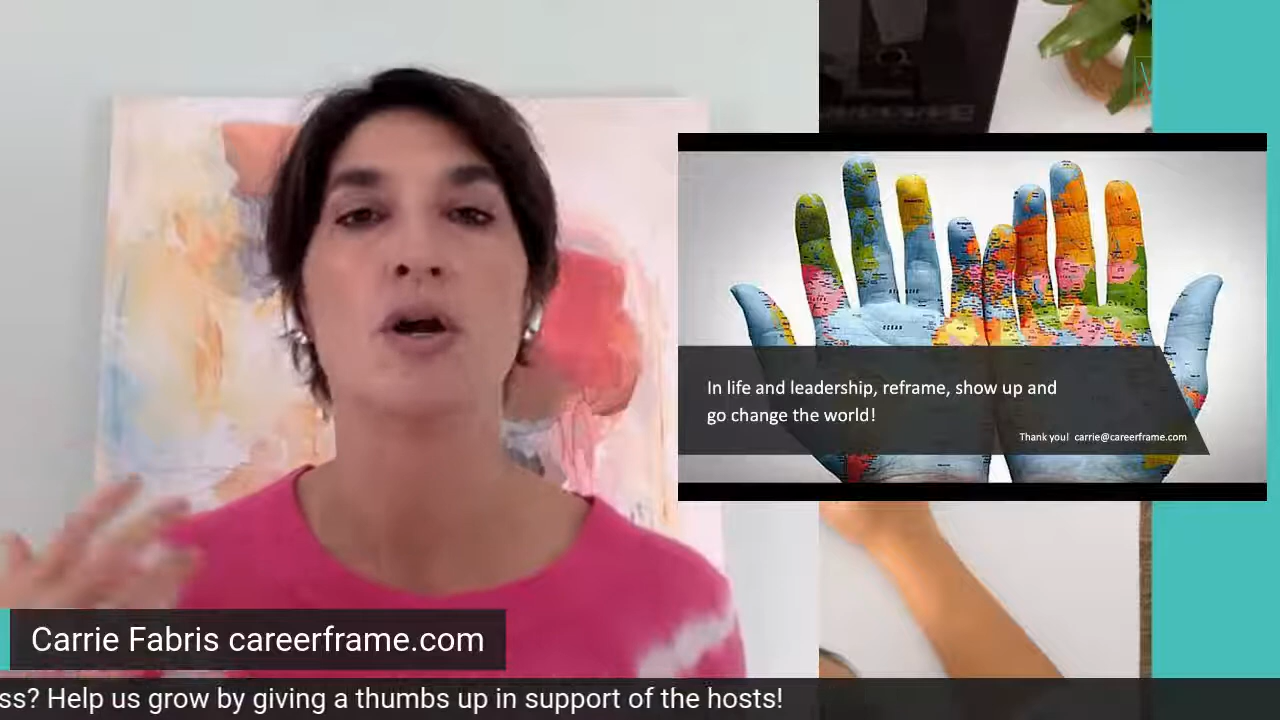 In life and leadership, reframe, show up and
go change the world!
Thank you! carrie@careerframe.com
Carrie Fabris careerframe.com
ss? Help us grow by giving a thumbs up in support of the hosts!